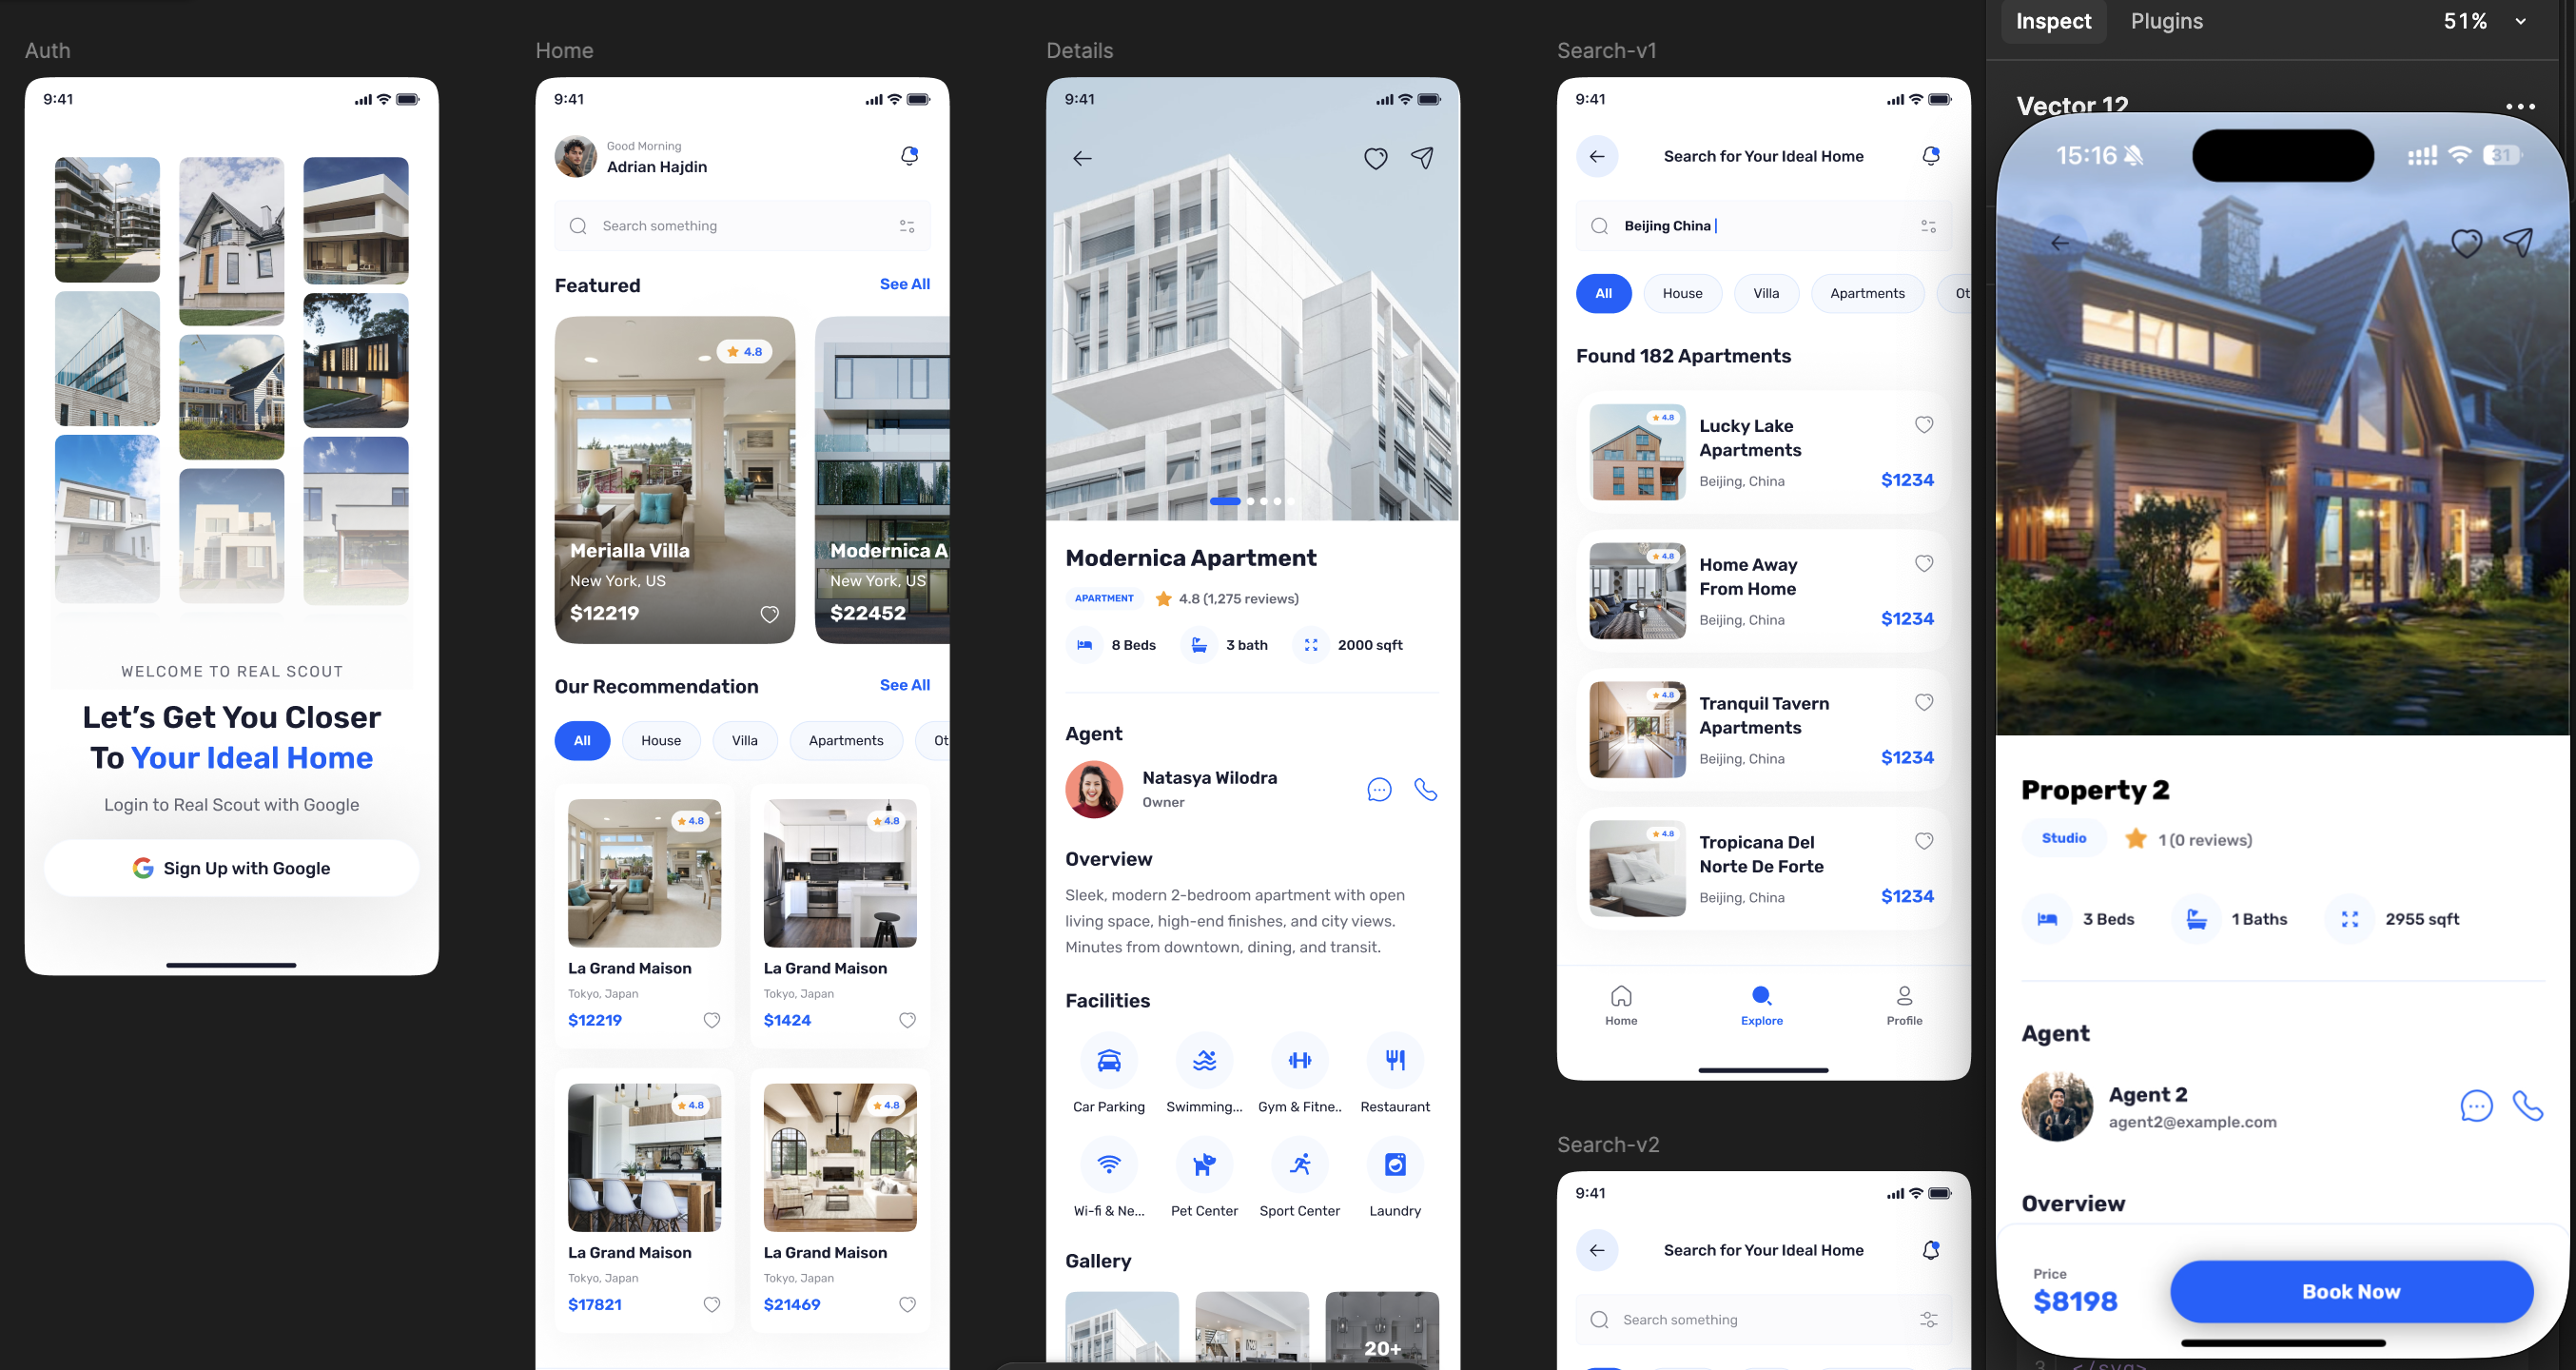 Auth
9:41
WELCOME TO REAL SCOUT
Let's Get You Closer
To Your Ideal Home
Login to Real Scout with Google
Sign Up with Google
Home
9:41
Good Morning
Adrian Hajdin
Search something
Featured
See All
4.8
Merialla Villa
New York, US
$12219
Modernica A
New York, US
$22452
Our Recommendation
See All
All
House
Villa
Apartments
Ot
4.8
La Grand Maison
Tokyo, Japan
$12219
4.8
La Grand Maison
Tokyo, Japan
$1424
4.8
La Grand Maison
Tokyo, Japan
$17821
4.8
La Grand Maison
Tokyo, Japan
$21469
Details
9:41
Modernica Apartment
APARTMENT
4.8 (1,275 reviews)
8 Beds
3 bath
2000 sqft
Agent
Natasya Wilodra
Owner
Overview
Sleek, modern 2-bedroom apartment with open
living space, high-end finishes, and city views.
Minutes from downtown, dining, and transit.
Facilities
Car Parking
Swimming...
Gym & Fitne..
Restaurant
Wi-fi & Ne...
Pet Center
Sport Center
Laundry
Gallery
20+
Search-v1
9:41
Search for Your Ideal Home
Beijing China
All
House
Villa
Apartments
Ot
Found 182 Apartments
4.8
Lucky Lake
Apartments
Beijing, China
$1234
4.8
Home Away
From Home
Beijing, China
$1234
4.8
Tranquil Tavern
Apartments
Beijing, China
$1234
4.8
Tropicana Del
Norte De Forte
Beijing, China
$1234
Home
Explore
Profile
Search-v2
9:41
Search for Your Ideal Home
Search something
Inspect
Plugins
51%
Vector 12
15:16
31
Property 2
Studio
1 (0 reviews)
3 Beds
1 Baths
2955 sqft
Agent
Agent 2
agent2@example.com
Overview
Price
$8198
Book Now
3
</svg>